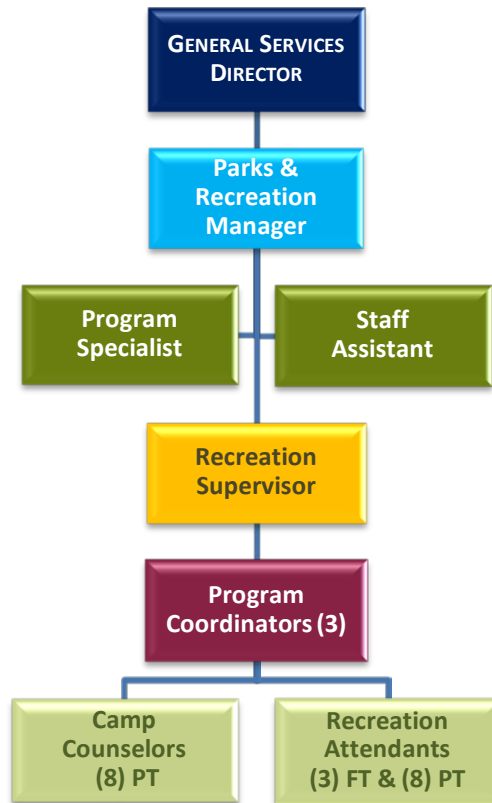 GENERAL SERVICES
DIRECTOR
Parks &
Recreation
Manager
Program
Specialist
Staff
Assistant
Recreation
Supervisor
Program
Coordinators (3)
Camp
Counselors
(8) PT
Recreation
Attendants
(3) FT & (8) PT